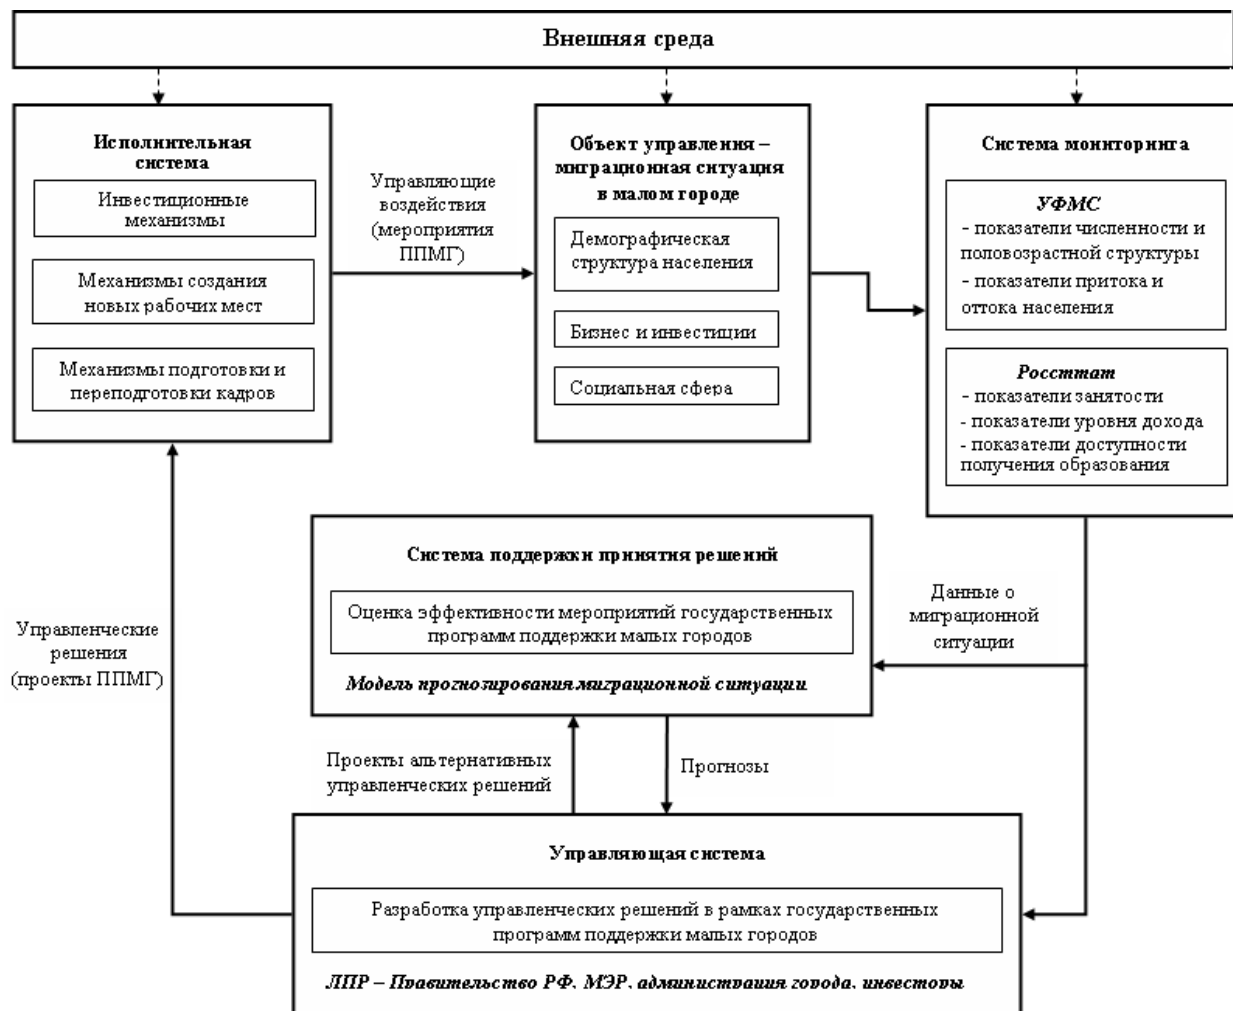 Внешняя среда
Исполнительная
система
Инвестиционные
механизмы
Механизмы создания
новых рабочих мест
Механизмы подготовки и
переподготовки кадров
Управляющие
воздействия
(мероприятия
ППМГ)
Объект управления –
миграционная ситуация
в малом городе
Демографическая
структура населения
Бизнес и инвестиции
Социальная сфера
Система мониторинга
УФМС
- показатели численности и
половозрастной структуры
- показатели притока и
оттока населения
Россттат
- показатели занятости
- показатели уровня дохода
- показатели доступности
получения образования
Система поддержки принятия решений
Оценка эффективности мероприятий государственных
программ поддержки малых городов
Модель прогнозирования миграционной ситуации
Данные о
миграционной
ситуации
Управленческие
решения
(проекты ППМГ)
Проекты альтернативных
управленческих решений
Прогнозы
Управляющая система
Разработка управленческих решений в рамках государственных
программ поддержки малых городов
ЛПР – Правительство РФ, МЭР, администрация города, инвесторы